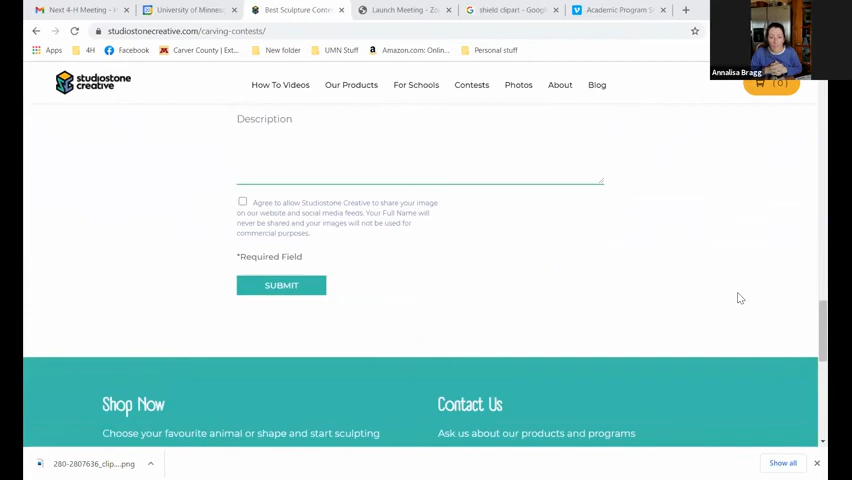 Next 4-H Meeting -
University of Minnes
Best Sculpture Conte
Launch Meeting - Zo
shield clipart - Googl
Academic Program S
studiostonecreative.com/carving-contests/
Apps
4H
Facebook
Carver County | Ext...
New folder
UMN Stuff
Amazon.com: Onlin...
Personal stuff
Annalisa Bragg
studiostone
creative
How To Videos
Our Products
For Schools
Contests
Photos
About
Blog
( 0 )
Description
Agree to allow Studiostone Creative to share your image
on our website and social media feeds. Your Full Name will
never be shared and your images will not be used for
commercial purposes.
*Required Field
SUBMIT
Shop Now
Contact Us
Choose your favourite animal or shape and start sculpting
Ask us about our products and programs
280-2807636_clip....png
Show all